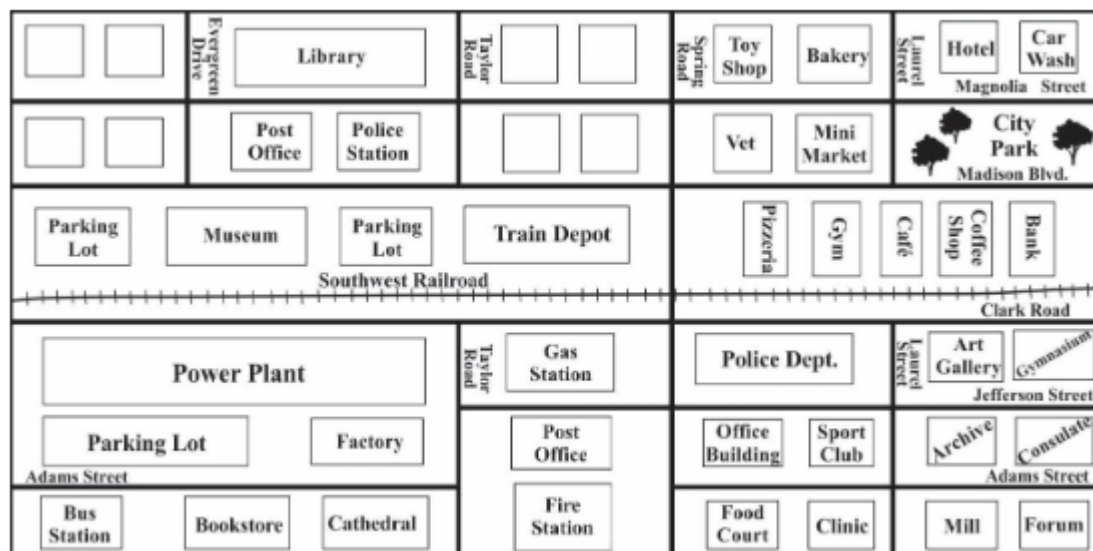 Evergreen
Drive
Library
Taylor
Road
Spring
Road
Toy
Shop
Bakery
Laurel
Street
Hotel
Car
Wash
Magnolia Street
Post
Office
Police
Station
Vet
Mini
Market
City
Park
Madison Blvd.
Parking
Lot
Museum
Parking
Lot
Train Depot
Pizzeria
Gym
Café
Coffee
Shop
Bank
Southwest Railroad
Clark Road
Power Plant
Taylor
Road
Gas
Station
Police Dept.
Laurel
Street
Art
Gallery
Gymnasium
Jefferson Street
Parking Lot
Factory
Post
Office
Office
Building
Sport
Club
Archive
Consulate
Adams Street
Adams Street
Bus
Station
Bookstore
Cathedral
Fire
Station
Food
Court
Clinic
Mill
Forum